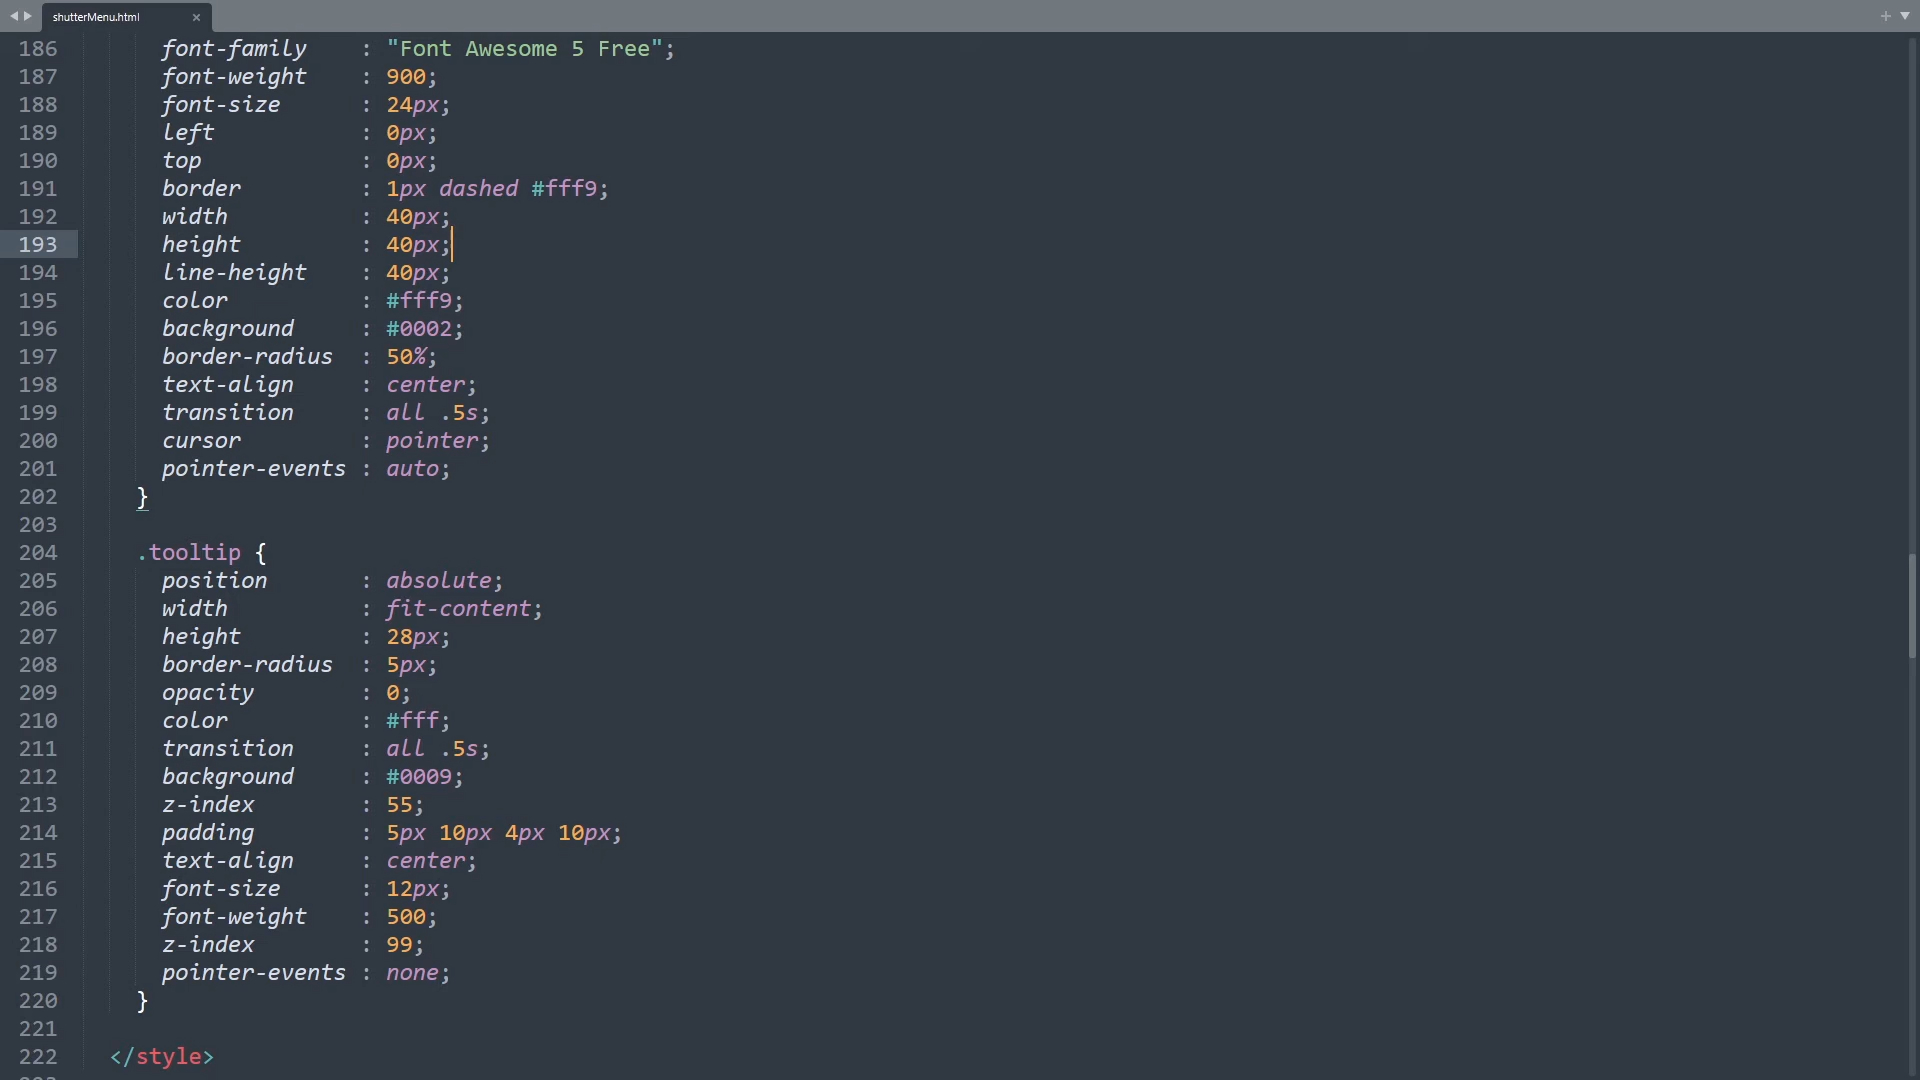 shutterMenu.html
186 font-family : "Font Awesome 5 Free";
187 font-weight : 900;
188 font-size : 24px;
189 left : 0px;
190 top : 0px;
191 border : 1px dashed #fff9;
192 width : 40px;
193 height : 40px;
194 line-height : 40px;
195 color : #fff9;
196 background : #0002;
197 border-radius : 50%;
198 text-align : center;
199 transition : all .5s;
200 cursor : pointer;
201 pointer-events : auto;
202 }
203
204 .tooltip {
205 position : absolute;
206 width : fit-content;
207 height : 28px;
208 border-radius : 5px;
209 opacity : 0;
210 color : #fff;
211 transition : all .5s;
212 background : #0009;
213 z-index : 55;
214 padding : 5px 10px 4px 10px;
215 text-align : center;
216 font-size : 12px;
217 font-weight : 500;
218 z-index : 99;
219 pointer-events : none;
220 }
221
222 </style>